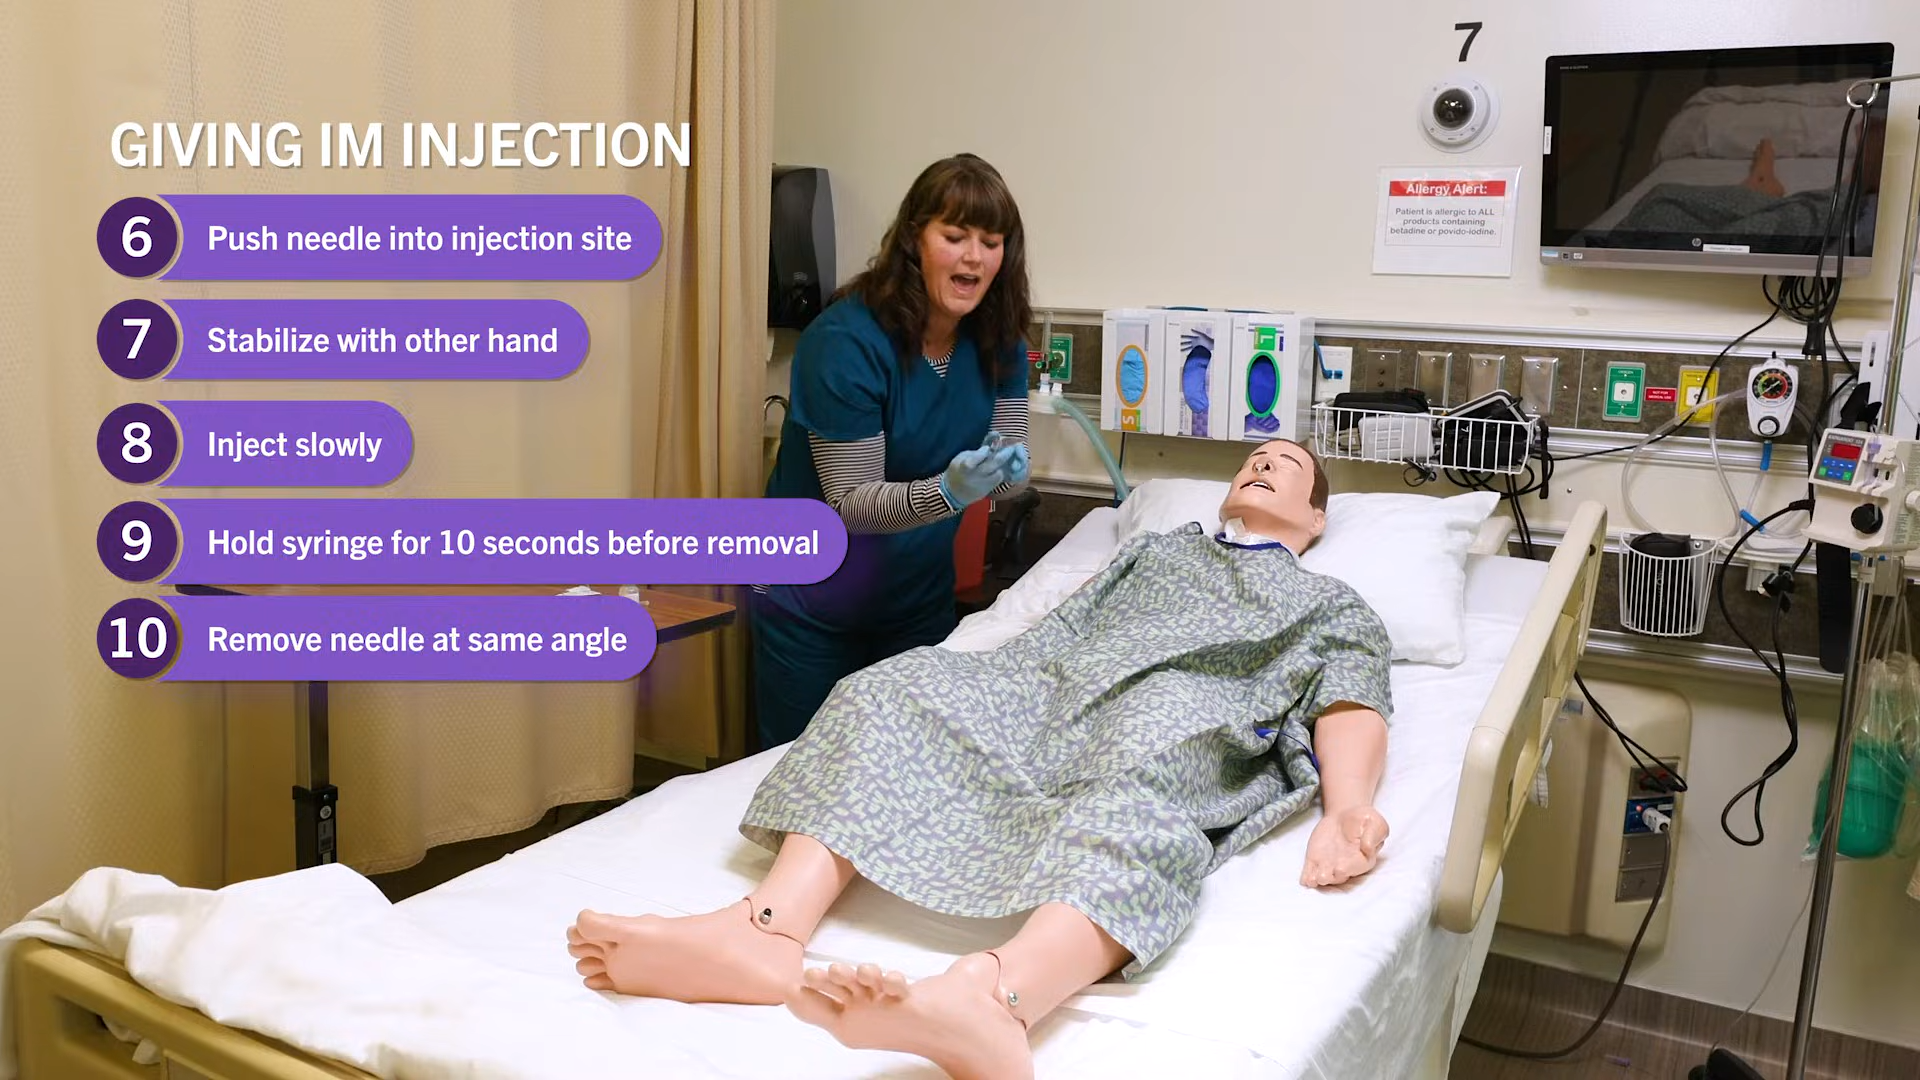 GIVING IM INJECTION
6 Push needle into injection site
7 Stabilize with other hand
8 Inject slowly
9 Hold syringe for 10 seconds before removal
10 Remove needle at same angle
7
Allergy Alert:
Patient is allergic to ALL
products containing
betadine or povido-iodine.